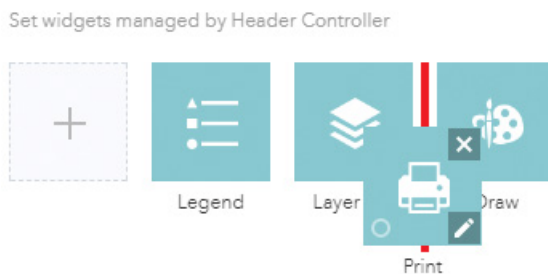 Set widgets managed by Header Controller
Legend
Layer
Draw
Print